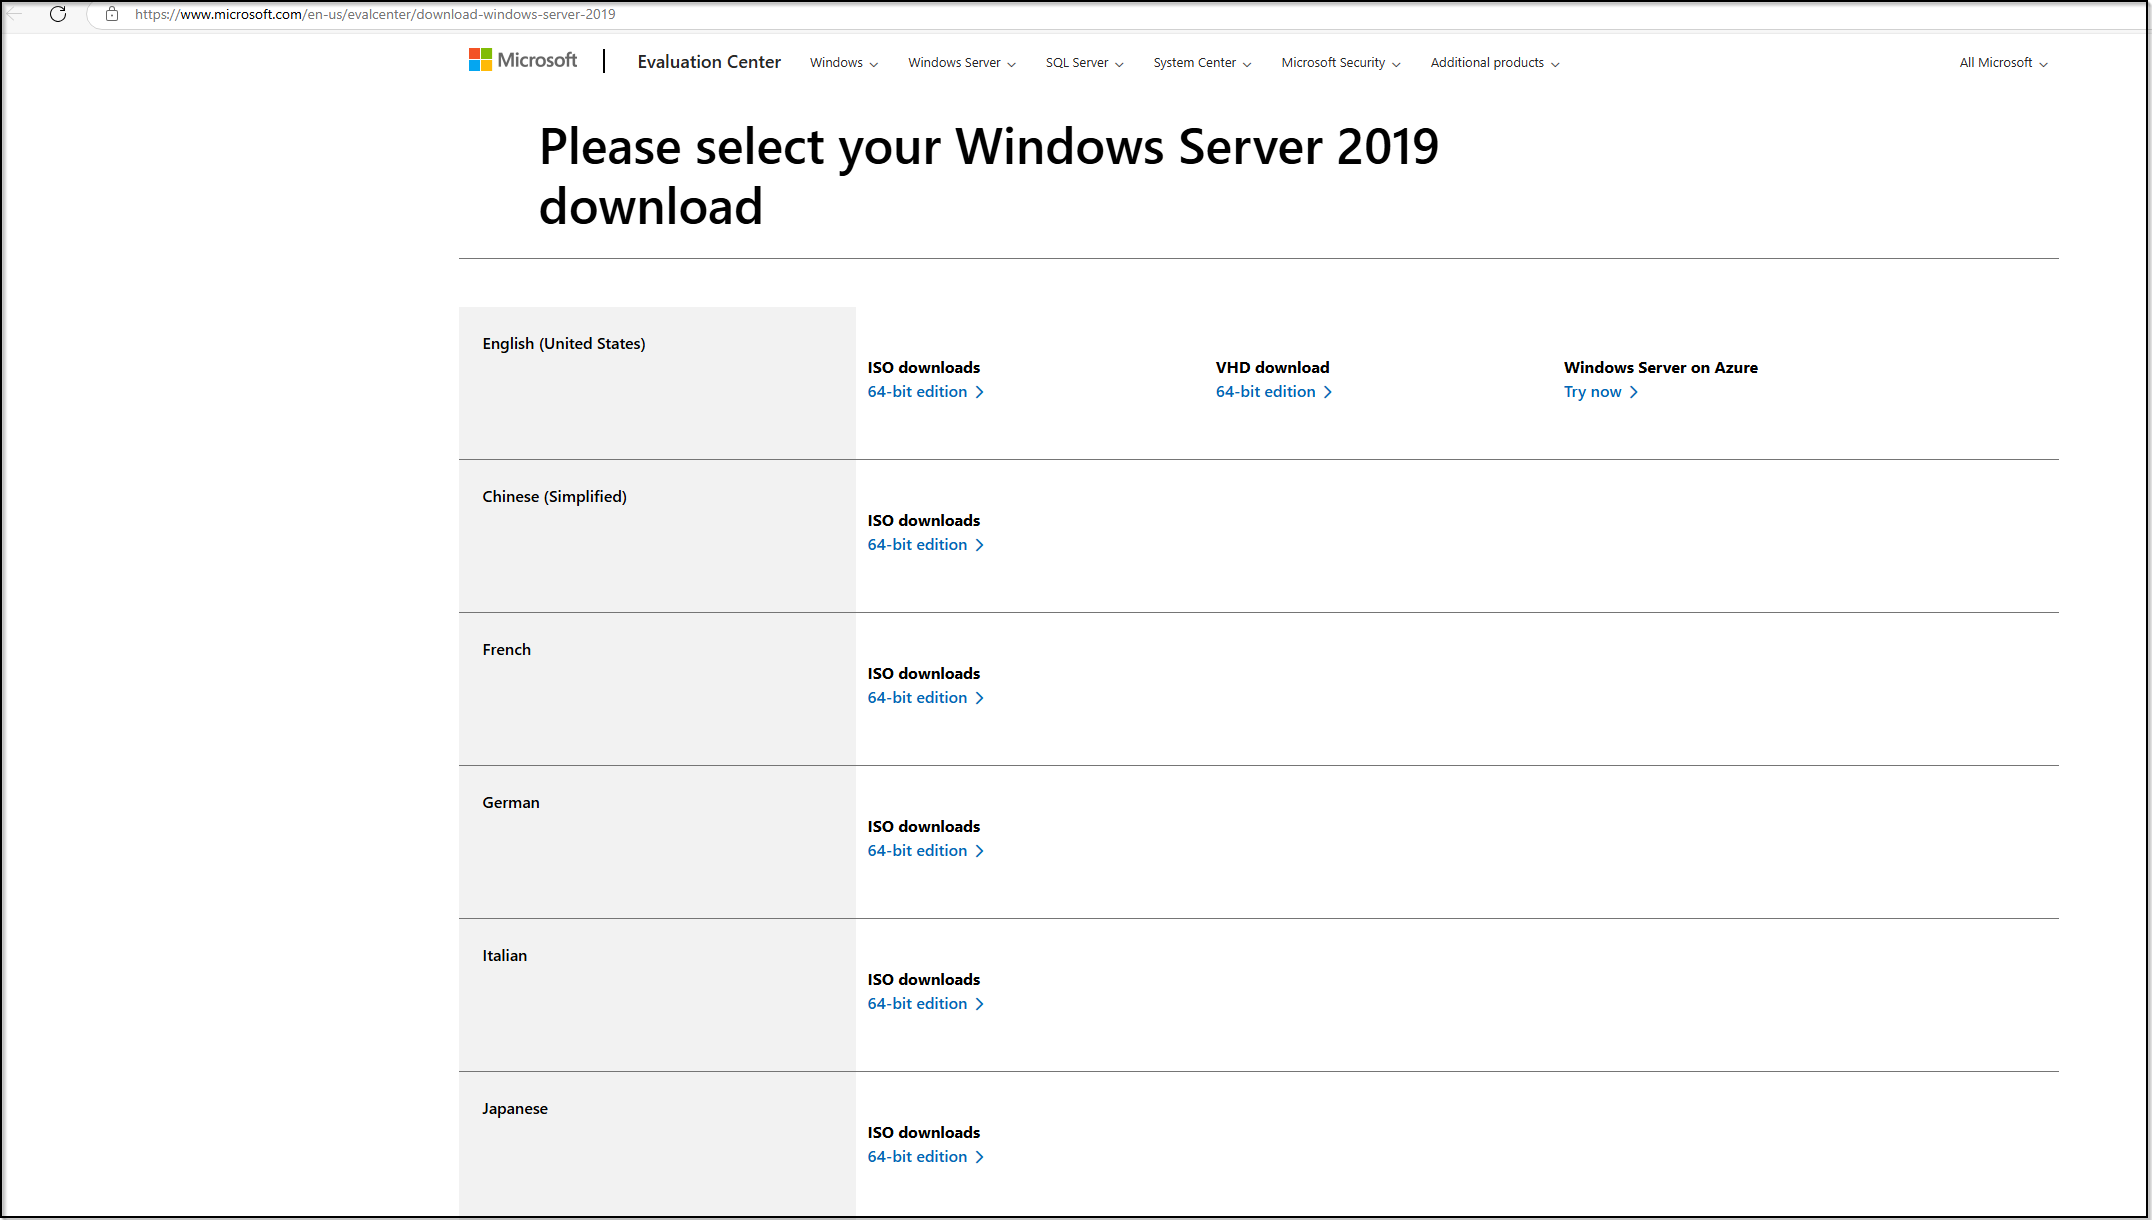 https://www.microsoft.com/en-us/evalcenter/download-windows-server-2019
Microsoft Evaluation Center Windows Windows Server SQL Server System Center Microsoft Security Additional products All Microsoft
Please select your Windows Server 2019
download
English (United States)
ISO downloads VHD download Windows Server on Azure
64-bit edition 64-bit edition Try now
Chinese (Simplified)
ISO downloads
64-bit edition
French
ISO downloads
64-bit edition
German
ISO downloads
64-bit edition
Italian
ISO downloads
64-bit edition
Japanese
ISO downloads
64-bit edition